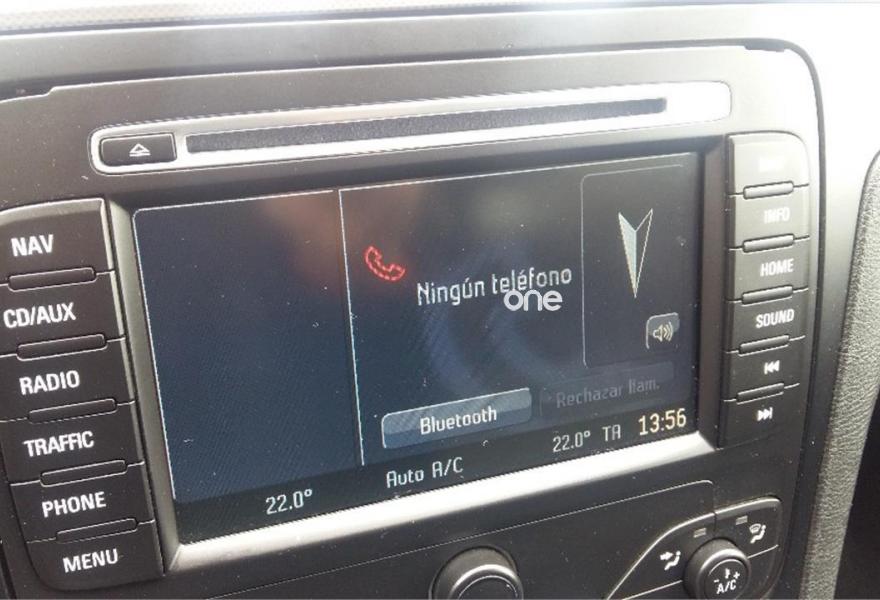 NAV
CD/AUX
RADIO
TRAFFIC
PHONE
MENU
Ningún teléfono
one
Bluetooth
Rechazar llam.
22.0°
Auto A/C
22.0° TA 13:56
INFO
HOME
SOUND
- +
A/C